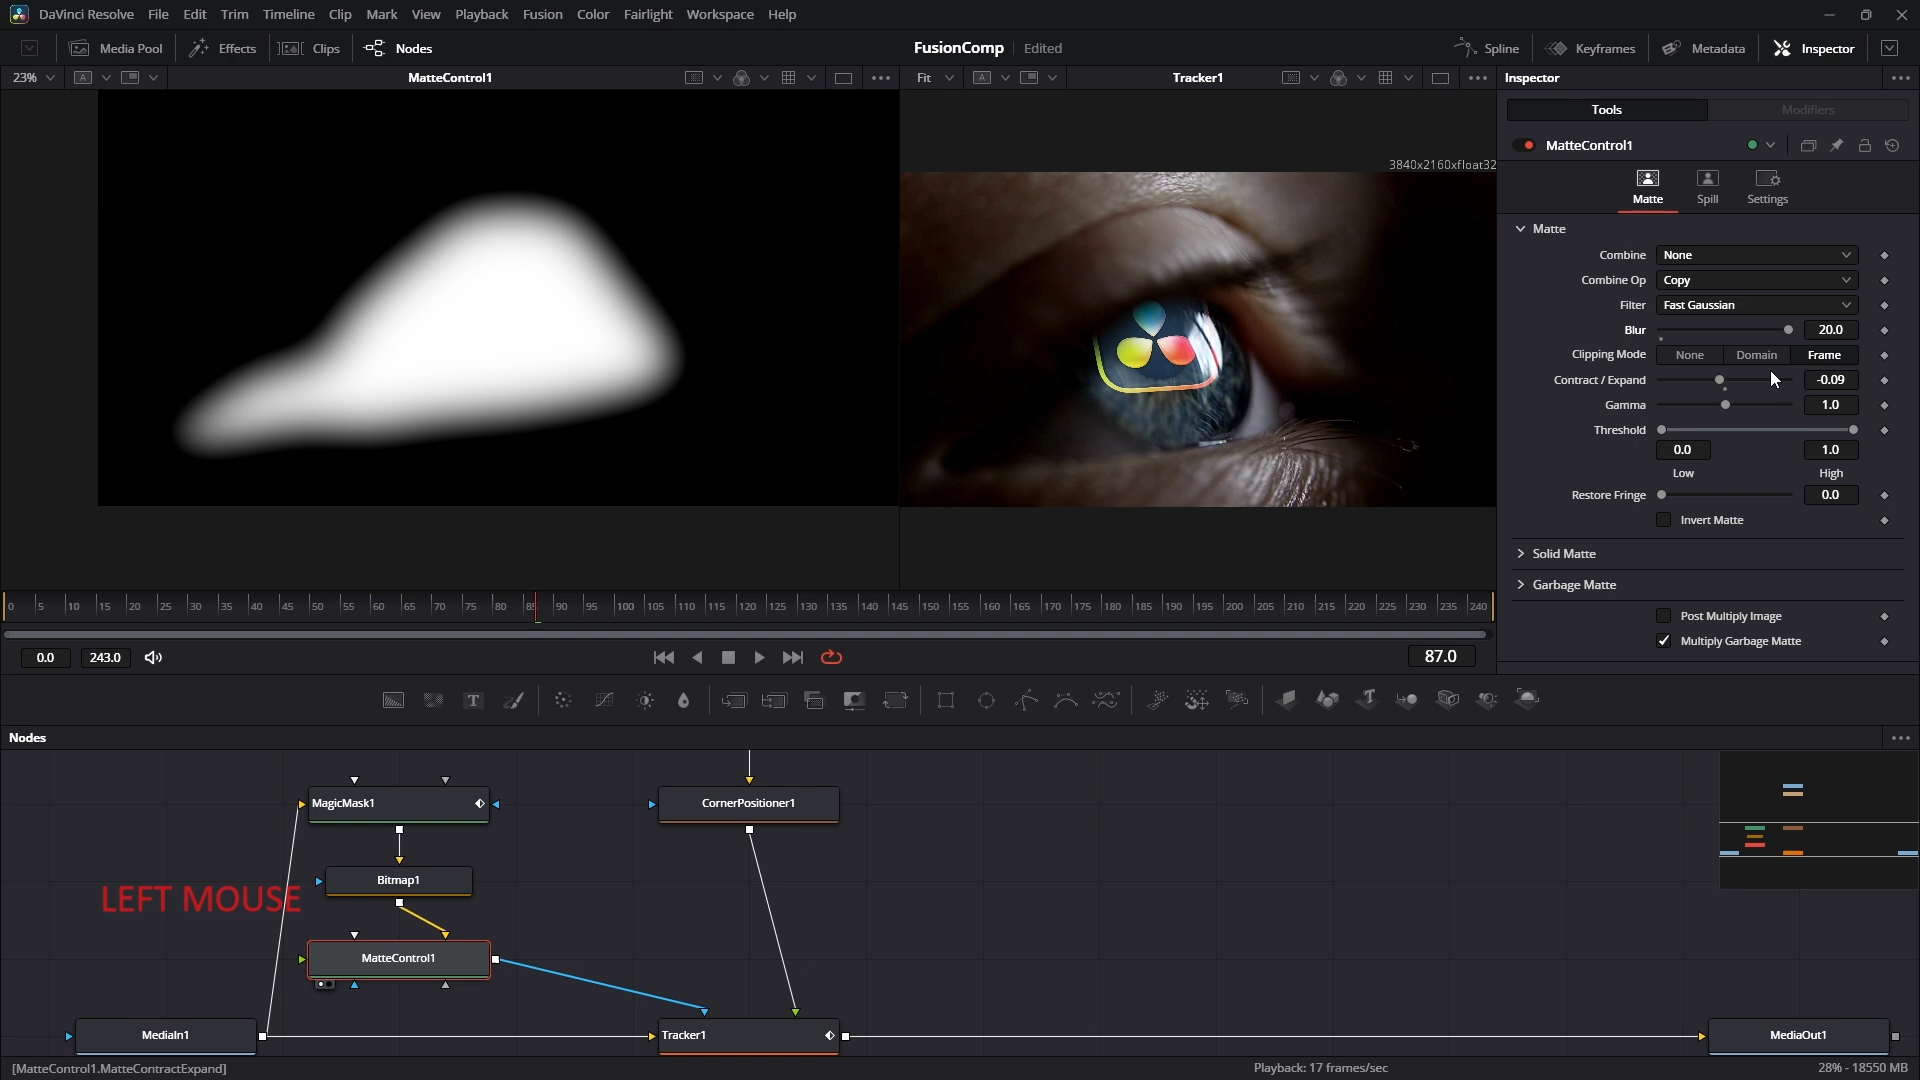 DaVinci Resolve File Edit Trim Timeline Clip Mark View Playback Fusion Color Fairlight Workspace Help
Media Pool Effects Clips Nodes FusionComp Edited Spline Keyframes Metadata Inspector
23% A MatteControl1 Fit A Tracker1 Inspector
Tools Modifiers
MatteControl1
3840x2160xfloat32
Matte Spill Settings
Matte
Combine None
Combine Op Copy
Filter Fast Gaussian
Blur 20.0
Clipping Mode None Domain Frame
Contract / Expand -0.09
Gamma 1.0
Threshold
0.0 1.0
Low High
Restore Fringe 0.0
Invert Matte
Solid Matte
Garbage Matte
Post Multiply Image
Multiply Garbage Matte
0 5 10 15 20 25 30 35 40 45 50 55 60 65 70 75 80 85 90 95 100 105 110 115 120 125 130 135 140 145 150 155 160 165 170 175 180 185 190 195 200 205 210 215 220 225 230 235 240
0.0 243.0 87.0
T
Nodes
MagicMask1 CornerPositioner1
Bitmap1
LEFT MOUSE
MatteControl1
MediaIn1 Tracker1 MediaOut1
[MatteControl1.MatteContractExpand] Playback: 17 frames/sec 28% - 18550 MB